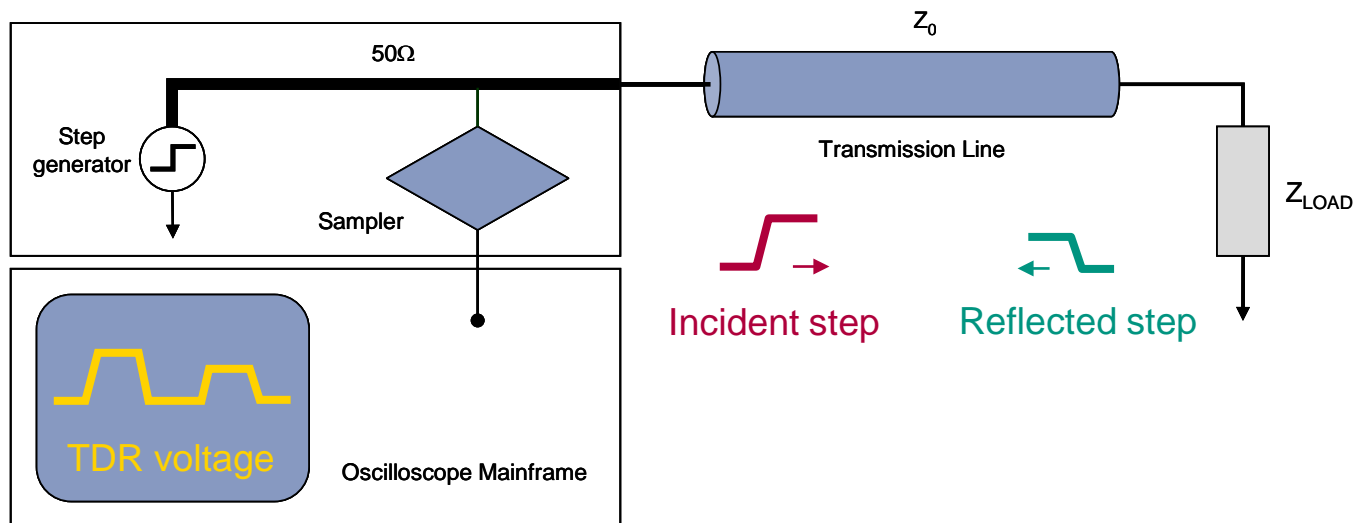 Z0
50Ω
Step
generator
Transmission Line
Sampler
ZLOAD
Incident step
Reflected step
TDR voltage
Oscilloscope Mainframe